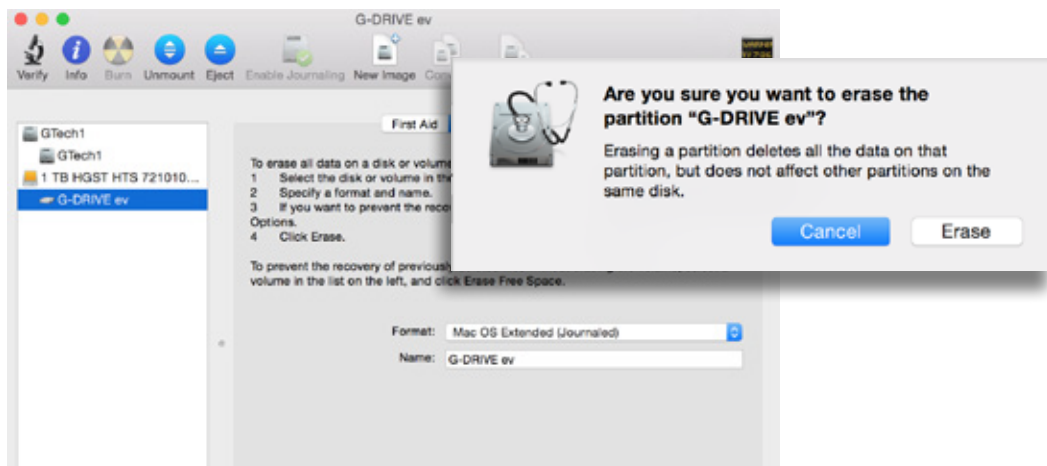 G-DRIVE ev
Verify Info Burn Unmount Eject Enable Journaling New Image
First Aid
GTech1
GTech1
1 TB HGST HTS 721010...
G-DRIVE ev
To erase all data on a disk or volume
1 Select the disk or volume in the
2 Specify a format and name.
3 If you want to prevent the
Options.
4 Click Erase.
To prevent the recovery of previously
volume in the list on the left, and click Erase Free Space.
Format: Mac OS Extended (Journaled)
Name: G-DRIVE ev
Are you sure you want to erase the
partition “G-DRIVE ev”?
Erasing a partition deletes all the data on that
partition, but does not affect other partitions on the
same disk.
Cancel Erase